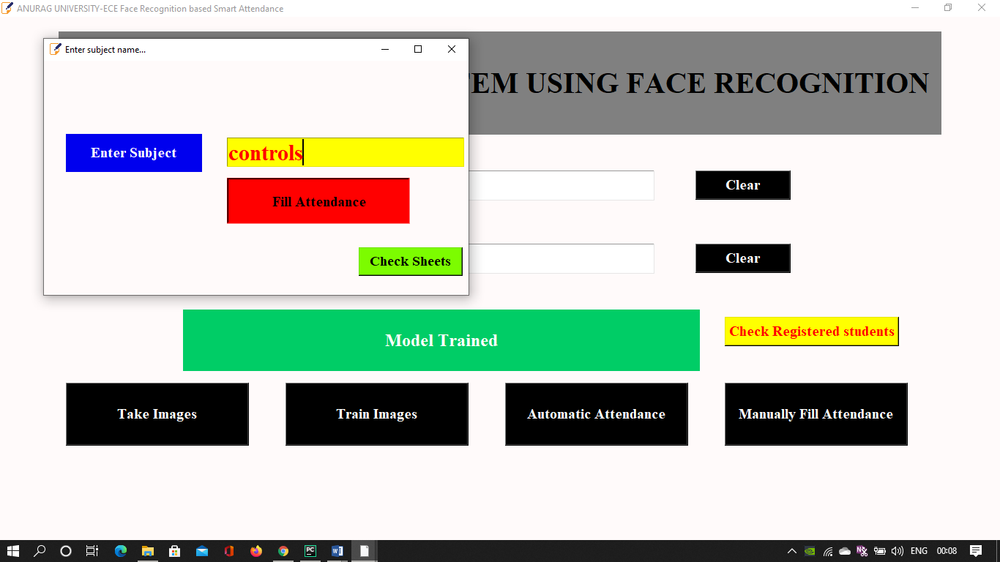 ANURAG UNIVERSITY-ECE Face Recognition based Smart Attendance
Enter subject name...
USING FACE RECOGNITION
Enter Subject
controls
Fill Attendance
Check Sheets
Clear
Clear
Model Trained
Check Registered students
Take Images
Train Images
Automatic Attendance
Manually Fill Attendance
ENG
00:08